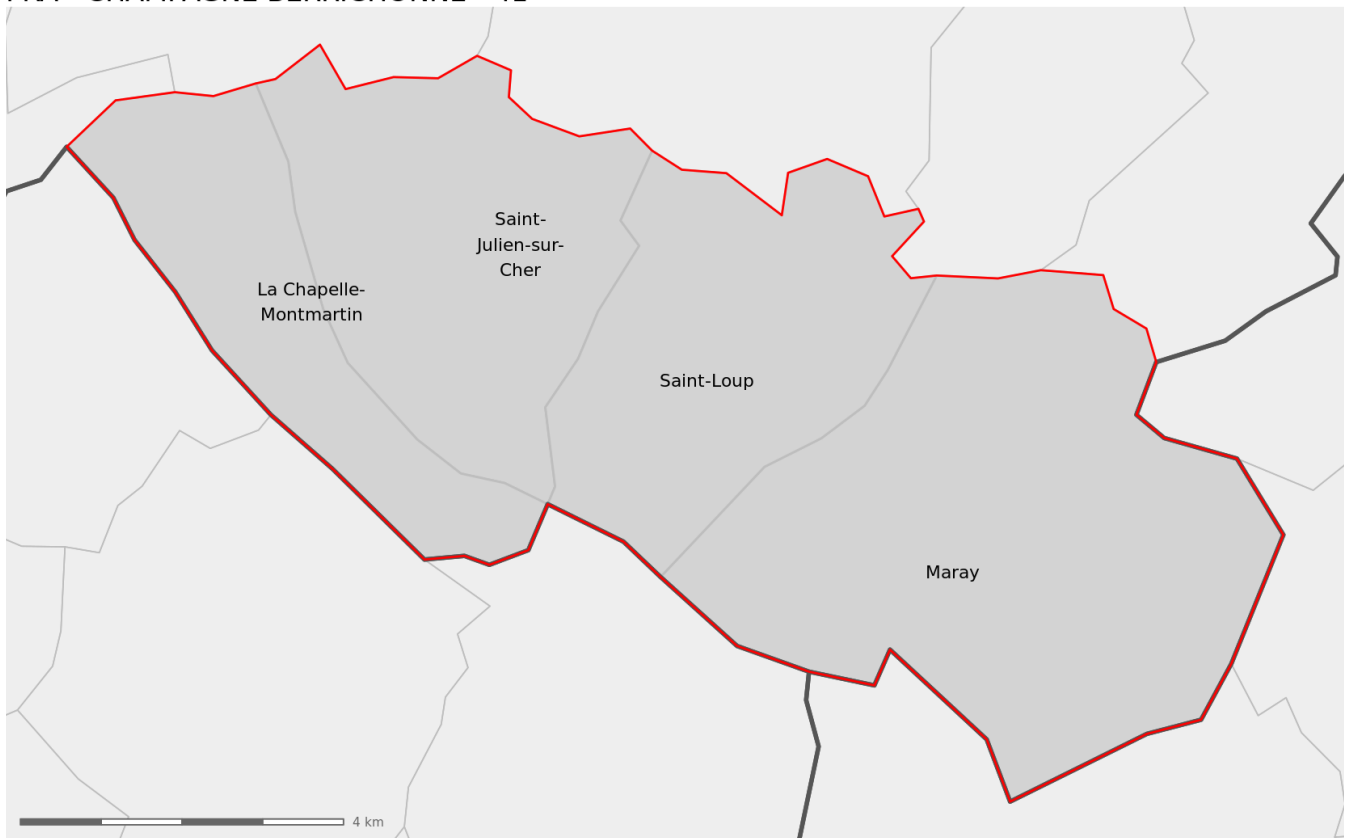 Saint-
Julien-sur-
Cher
La Chapelle-
Montmartin
Saint-Loup
Maray
4 km